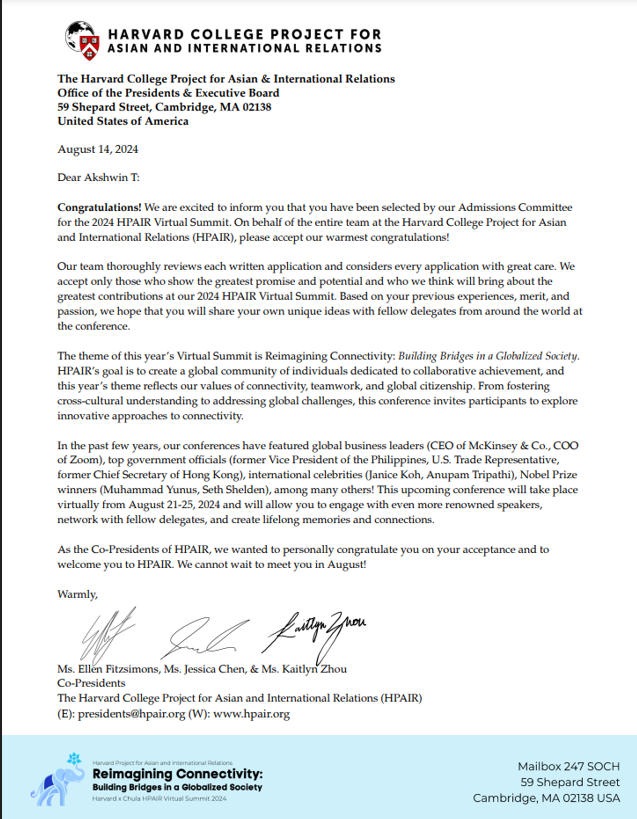 HARVARD COLLEGE PROJECT FOR
ASIAN AND INTERNATIONAL RELATIONS
The Harvard College Project for Asian & International Relations
Office of the Presidents & Executive Board
59 Shepard Street, Cambridge, MA 02138
United States of America
August 14, 2024
Dear Akshwin T:
Congratulations! We are excited to inform you that you have been selected by our Admissions Committee
for the 2024 HPAIR Virtual Summit. On behalf of the entire team at the Harvard College Project for Asian
and International Relations (HPAIR), please accept our warmest congratulations!
Our team thoroughly reviews each written application and considers every application with great care. We
accept only those who show the greatest promise and potential and who we think will bring about the
greatest contributions at our 2024 HPAIR Virtual Summit. Based on your previous experiences, merit, and
passion, we hope that you will share your own unique ideas with fellow delegates from around the world at
the conference.
The theme of this year's Virtual Summit is Reimagining Connectivity: Building Bridges in a Globalized Society.
HPAIR's goal is to create a global community of individuals dedicated to collaborative achievement, and
this year's theme reflects our values of connectivity, teamwork, and global citizenship. From fostering
cross-cultural understanding to addressing global challenges, this conference invites participants to explore
innovative approaches to connectivity.
In the past few years, our conferences have featured global business leaders (CEO of McKinsey & Co., COO
of Zoom), top government officials (former Vice President of the Philippines, U.S. Trade Representative,
former Chief Secretary of Hong Kong), international celebrities (Janice Koh, Anupam Tripathi), Nobel Prize
winners (Muhammad Yunus, Seth Shelden), among many others! This upcoming conference will take place
virtually from August 21-25, 2024 and will allow you to engage with even more renowned speakers,
network with fellow delegates, and create lifelong memories and connections.
As the Co-Presidents of HPAIR, we wanted to personally congratulate you on your acceptance and to
welcome you to HPAIR. We cannot wait to meet you in August!
Warmly,
Kaitlyn Zhou
Ms. Ellen Fitzsimons, Ms. Jessica Chen, & Ms. Kaitlyn Zhou
Co-Presidents
The Harvard College Project for Asian and International Relations (HPAIR)
(E): presidents@hpair.org (W): www.hpair.org
Harvard Project for Asian and International Relations
Reimagining Connectivity:
Building Bridges in a Globalized Society
Harvard x Chula HPAIR Virtual Summit 2024
Mailbox 247 SOCH
59 Shepard Street
Cambridge, MA 02138 USA